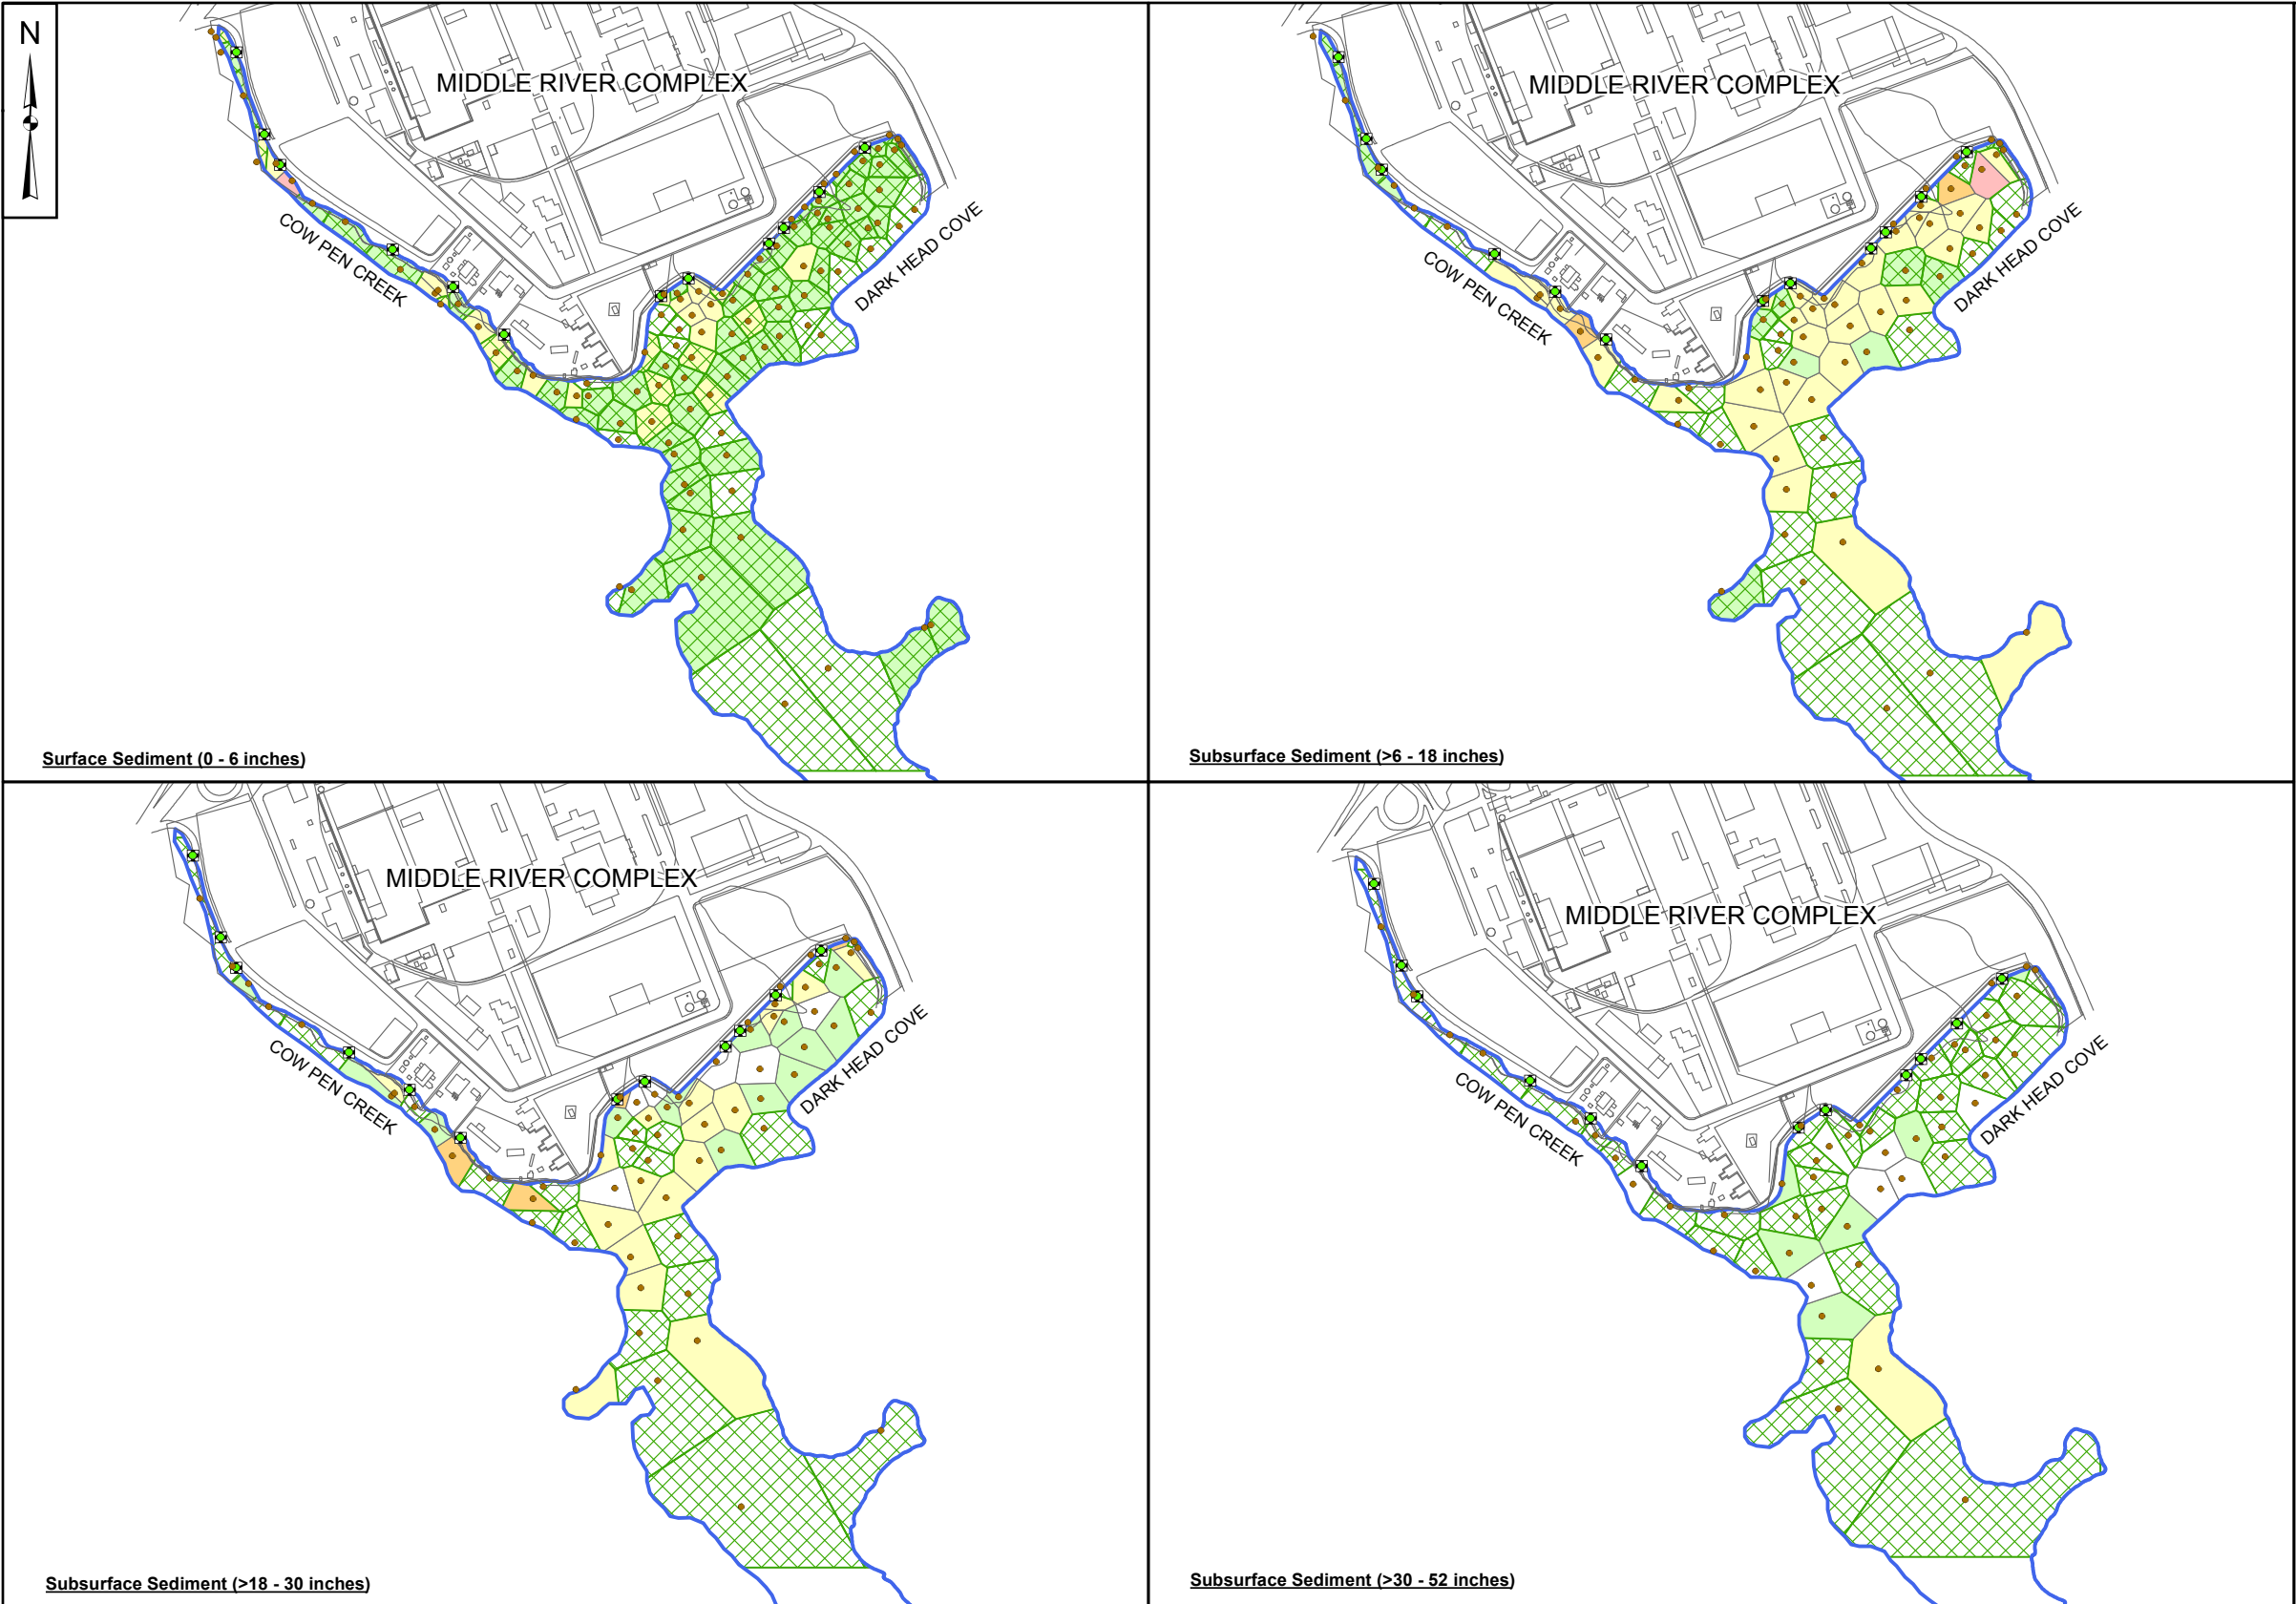 N
MIDDLE RIVER COMPLEX
COW PEN CREEK
DARK HEAD COVE
Surface Sediment (0 - 6 inches)
MIDDLE RIVER COMPLEX
COW PEN CREEK
DARK HEAD COVE
Subsurface Sediment (>6 - 18 inches)
MIDDLE RIVER COMPLEX
COW PEN CREEK
DARK HEAD COVE
Subsurface Sediment (>18 - 30 inches)
MIDDLE RIVER COMPLEX
COW PEN CREEK
DARK HEAD COVE
Subsurface Sediment (>30 - 52 inches)